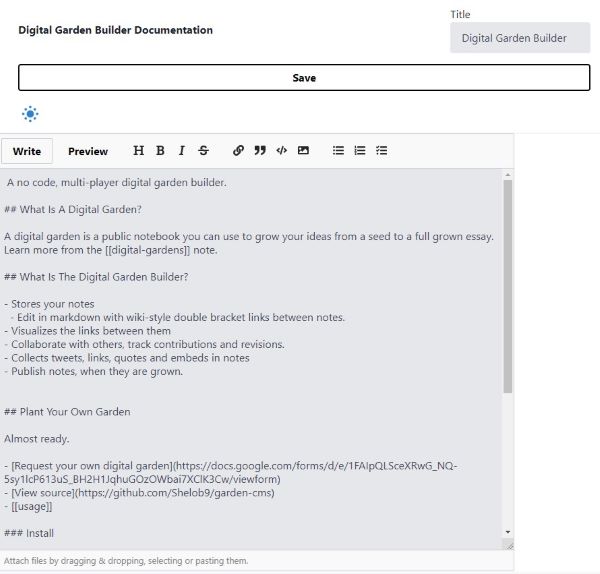 Title
Digital Garden Builder Documentation
Digital Garden Builder
Save
Write Preview H B I S
A no code, multi-player digital garden builder.
## What Is A Digital Garden?
A digital garden is a public notebook you can use to grow your ideas from a seed to a full grown essay.
Learn more from the [[digital-gardens]] note.
## What Is The Digital Garden Builder?
- Stores your notes
- Edit in markdown with wiki-style double bracket links between notes.
- Visualizes the links between them
- Collaborate with others, track contributions and revisions.
- Collects tweets, links, quotes and embeds in notes
- Publish notes, when they are grown.
## Plant Your Own Garden
Almost ready.
- [Request your own digital garden](https://docs.google.com/forms/d/e/1FAIpQLSceXRwG_NQ-
5sy1lcP613uS_BH2H1JqhuGOzOWbai7XClK3Cw/viewform)
- [View source](https://github.com/Shelob9/garden-cms)
- [[usage]]
### Install
Attach files by dragging & dropping, selecting or pasting them.